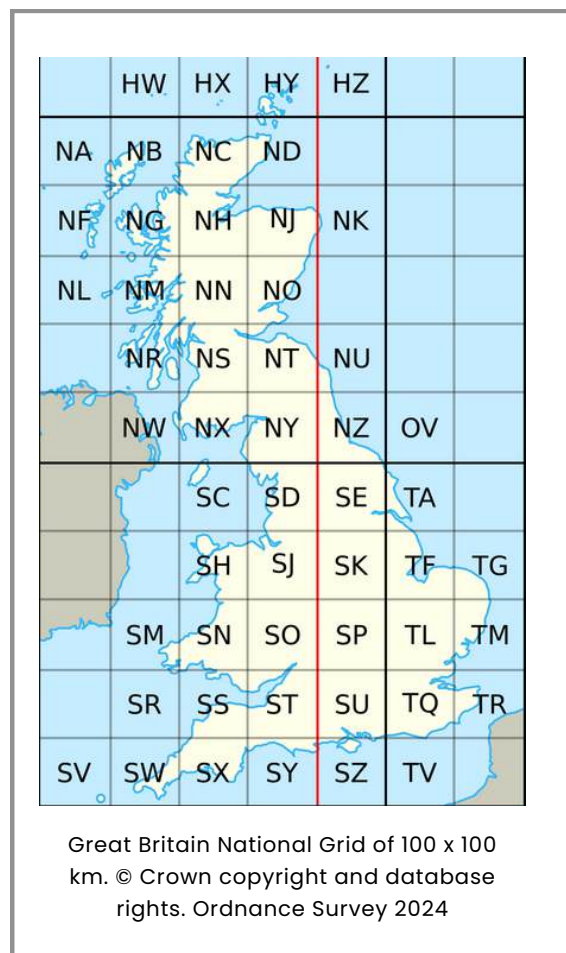 HW HX HY HZ
NA NB NC ND
NF NG NH NJ NK
NL NM NN NO
NR NS NT NU
NW NX NY NZ OV
SC SD SE TA
SH SJ SK TF TG
SM SN SO SP TL TM
SR SS ST SU TQ TR
SV SW SX SY SZ TV
Great Britain National Grid of 100 x 100
km. © Crown copyright and database
rights. Ordnance Survey 2024